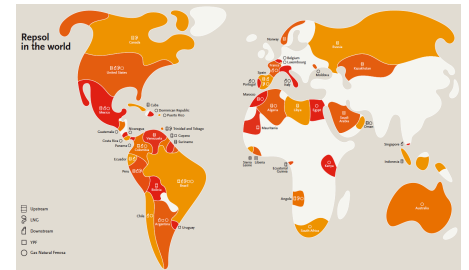 Repsol
in the world
Canada
United States
Mexico
Cuba
Dominican Republic
Puerto Rico
Guatemala
Nicaragua
Costa Rica
Panama
Trinidad and Tobago
Venezuela
Guyana
Suriname
Colombia
Ecuador
Peru
Brazil
Bolivia
Chile
Argentina
Uruguay
Norway
Belgium
Luxembourg
France
Spain
Portugal
Italy
Moldova
Russia
Kazakhstan
Morocco
Algeria
Libya
Egypt
Saudi
Arabia
Oman
Mauritania
Sierra
Leone
Liberia
Equatorial
Guinea
Kenya
Angola
South Africa
Singapore
Indonesia
Australia
Upstream
LNG
Downstream
YPF
Gas Natural Fenosa